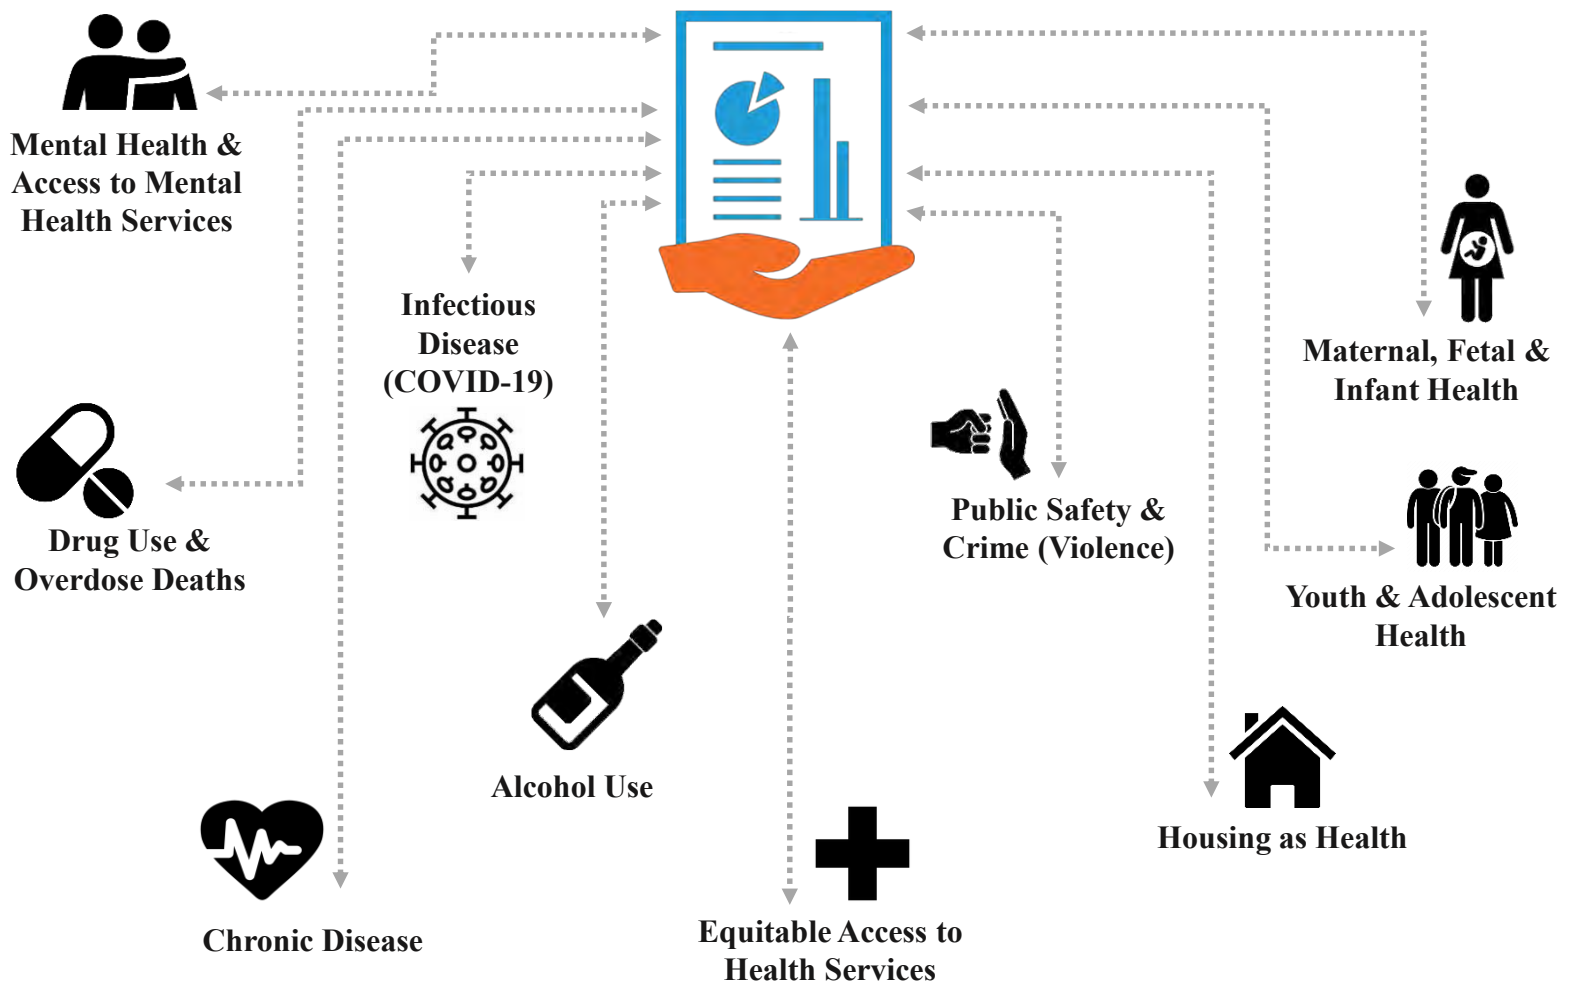 Mental Health &
Access to Mental
Health Services
Infectious
Disease
(COVID-19)
Maternal, Fetal &
Infant Health
Drug Use &
Overdose Deaths
Public Safety &
Crime (Violence)
Youth & Adolescent
Health
Alcohol Use
Housing as Health
Chronic Disease
Equitable Access to
Health Services